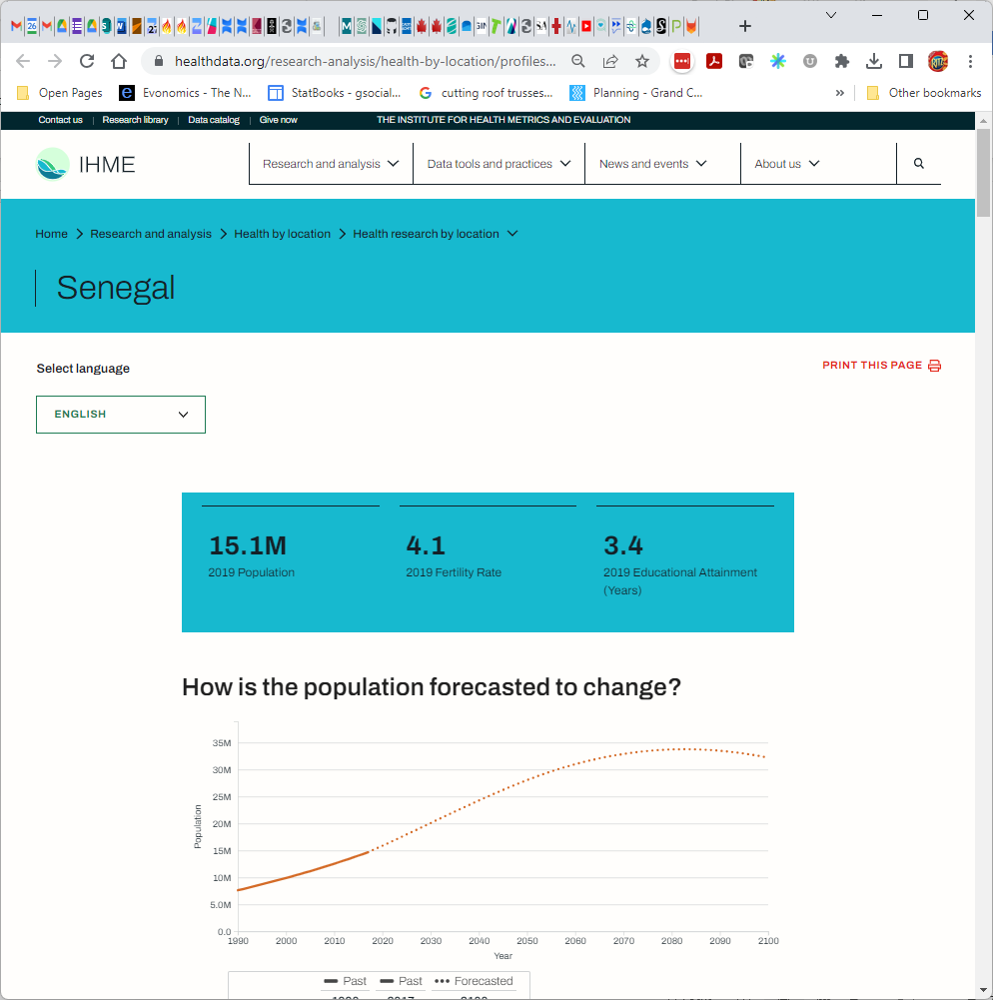 healthdata.org/research-analysis/health-by-location/profiles...
Open Pages
Evonomics - The N...
StatBooks - gsocial...
cutting roof trusses...
Planning - Grand C...
»
Other bookmarks
Contact us | Research library | Data catalog | Give now
THE INSTITUTE FOR HEALTH METRICS AND EVALUATION
IHME
Research and analysis
Data tools and practices
News and events
About us
Home > Research and analysis > Health by location > Health research by location
Senegal
Select language
PRINT THIS PAGE
ENGLISH
15.1M
2019 Population
4.1
2019 Fertility Rate
3.4
2019 Educational Attainment
(Years)
How is the population forecasted to change?
Population
35M
30M
25M
20M
15M
10M
5.0M
0.0
1990 2000 2010 2020 2030 2040 2050 2060 2070 2080 2090 2100
Year
Past Past Forecasted